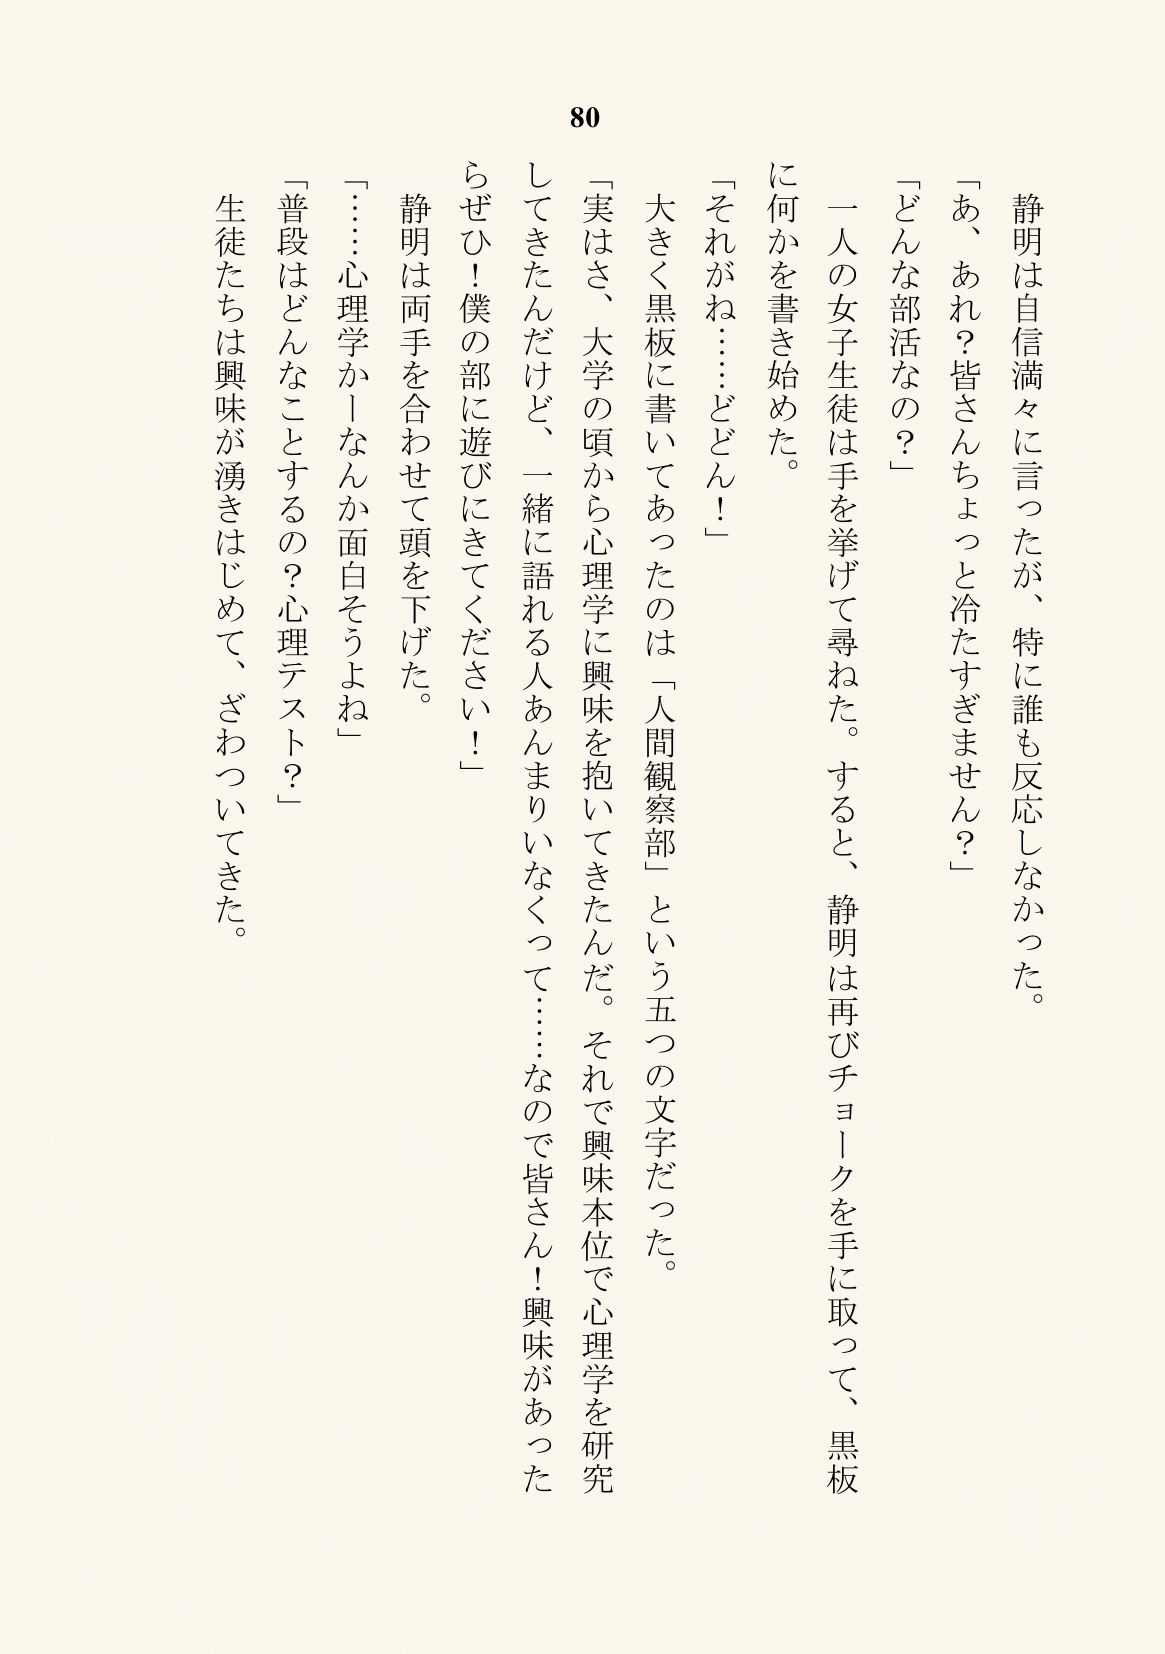 80
　静明は自信満々に言ったが、特に誰も反応しなかった。
「あ、あれ？皆さんちょっと冷たすぎません？」
「どんな部活なの？」
　一人の女子生徒は手を挙げて尋ねた。すると、静明は再びチョークを手に取って、黒板
に何かを書き始めた。
「それがね……どどん！」
　大きく黒板に書いてあったのは「人間観察部」という五つの文字だった。
「実はさ、大学の頃から心理学に興味を抱いてきたんだ。それで興味本位で心理学を研究
してきたんだけど、一緒に語れる人あんまりいなくって……なので皆さん！興味があった
らぜひ！僕の部に遊びにきてください！」
　静明は両手を合わせて頭を下げた。
「……心理学かーなんか面白そうよね」
「普段はどんなことするの？心理テスト？」
　生徒たちは興味が湧きはじめて、ざわついてきた。